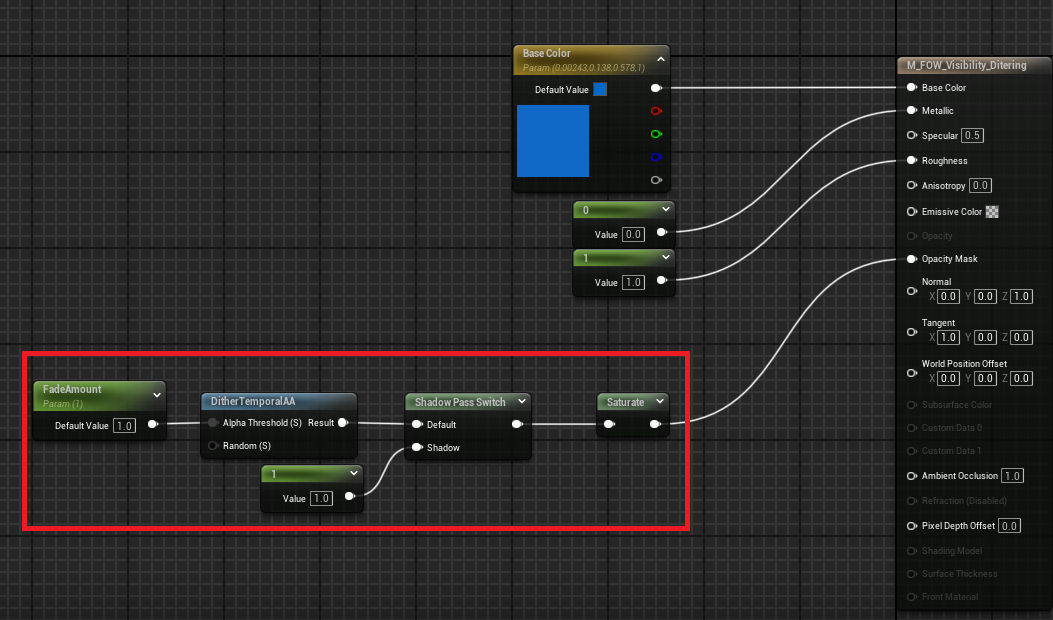 Base Color
Param (0.00243,0.138,0.578,1)
Default Value
0
Value 0.0
1
Value 1.0
FadeAmount
Param (1)
Default Value 1.0
DitherTemporalAA
Alpha Threshold (S) Result
Random (S)
1
Value 1.0
Shadow Pass Switch
Default
Shadow
Saturate
M_FOW_Visibility_Ditering
Base Color
Metallic
Specular 0.5
Roughness
Anisotropy 0.0
Emissive Color
Opacity
Opacity Mask
Normal
X 0.0 Y 0.0 Z 1.0
Tangent
X 1.0 Y 0.0 Z 0.0
World Position Offset
X 0.0 Y 0.0 Z 0.0
Subsurface Color
Custom Data 0
Custom Data 1
Ambient Occlusion 1.0
Refraction (Disabled)
Pixel Depth Offset 0.0
Shading Model
Surface Thickness
Front Material